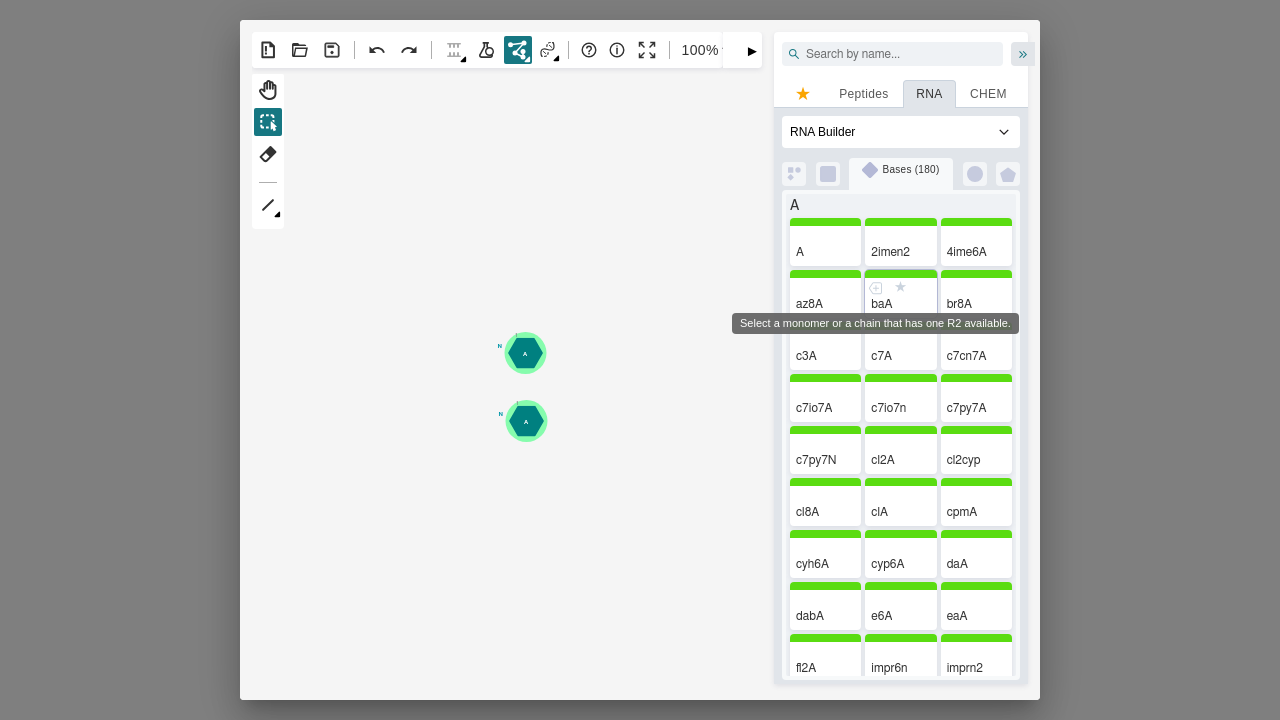 100%
Search by name...
Peptides
RNA
CHEM
RNA Builder
Bases (180)
A
A
2imen2
4ime6A
az8A
baA
br8A
Select a monomer or a chain that has one R2 available.
c3A
c7A
c7cn7A
c7io7A
c7io7n
c7py7A
c7py7N
cl2A
cl2cyp
cl8A
clA
cpmA
cyh6A
cyp6A
daA
dabA
e6A
eaA
fl2A
impr6n
imprn2
N
1
A
N
1
A